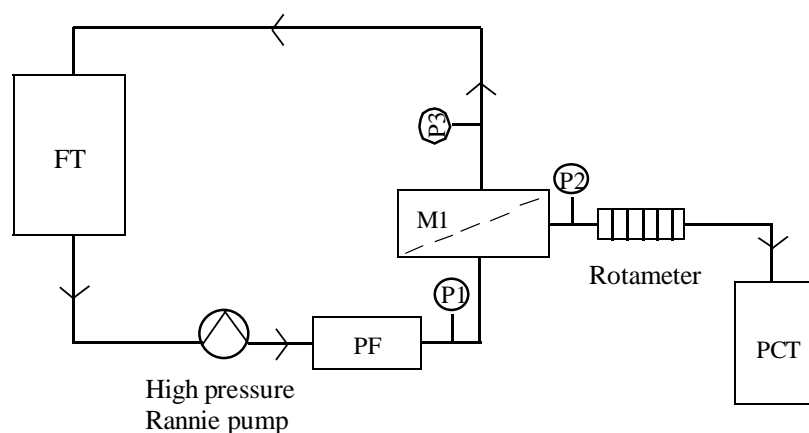 P3
FT
P2
M1
Rotameter
P1
PF
PCT
High pressure
Rannie pump